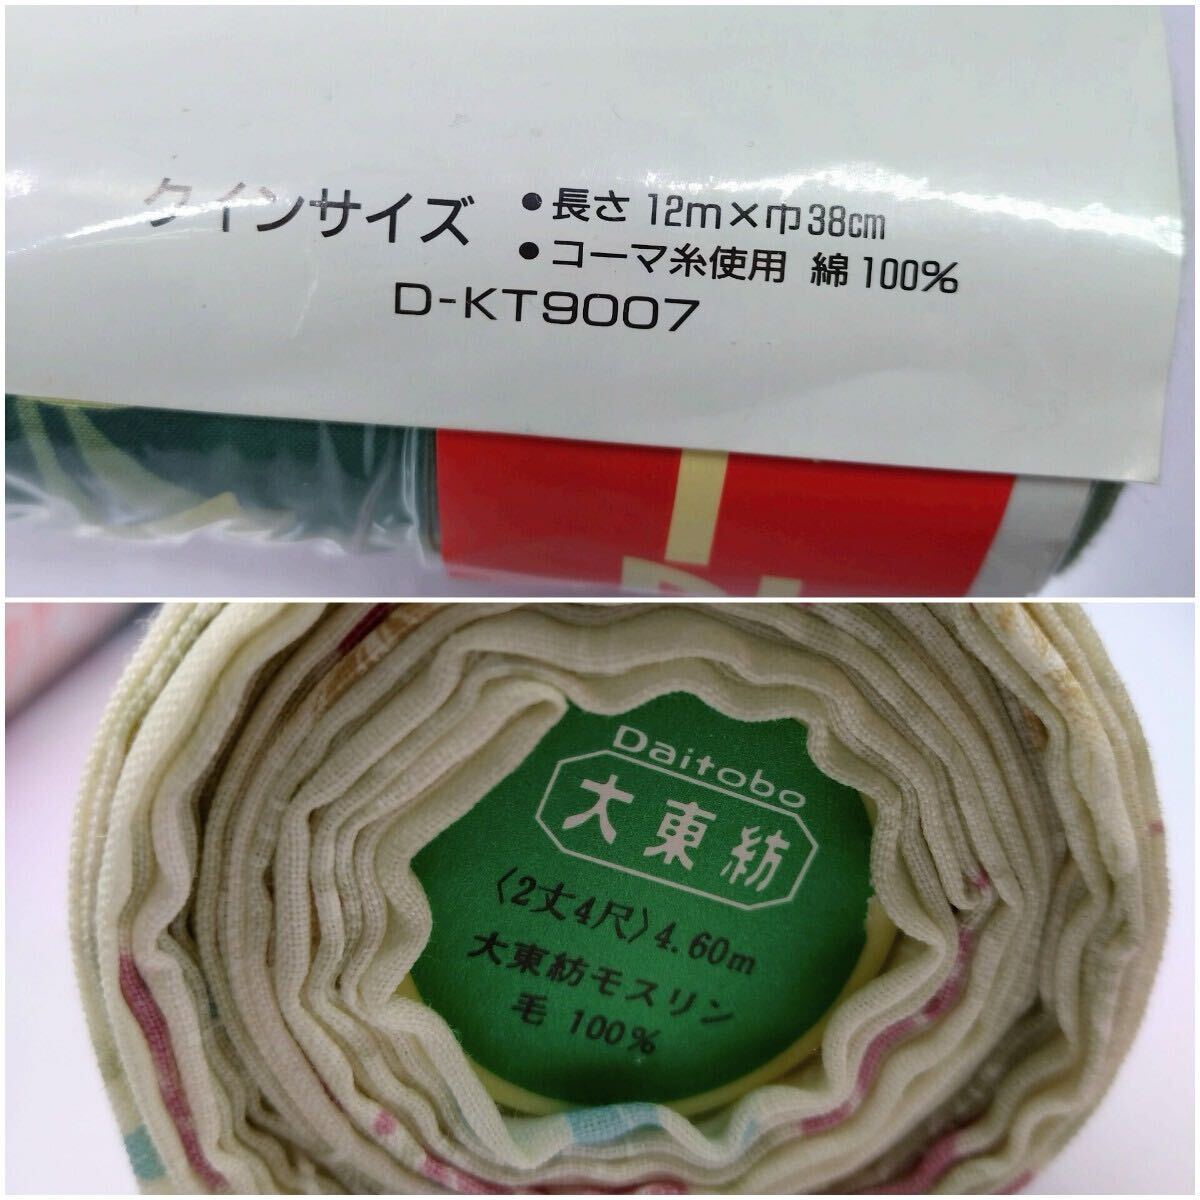 クインサイズ
●長さ 12m×巾38cm
●コーマ糸使用 綿100%
D-KT9007
Daitobo
大東紡
〈2丈4尺〉4.60m
大東紡モスリン
毛 100%